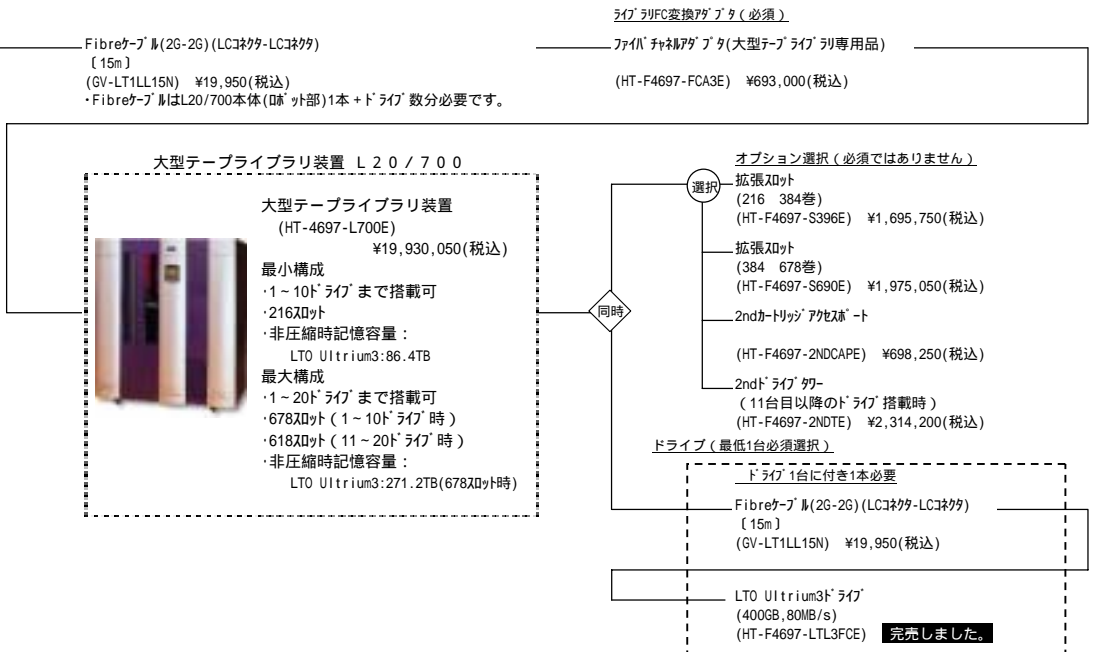 ﾗｲﾌﾞﾗﾘFC変換ｱﾀﾞﾌﾟﾀ(必須)
Fibreｹｰﾌﾞﾙ(2G-2G)(LCｺﾈｸﾀ-LCｺﾈｸﾀ)
〔15m〕
(GV-LT1LL15N) ¥19,950(税込)
･FibreｹｰﾌﾞﾙはL20/700本体(ﾛﾎﾞｯﾄ部)1本+ﾄﾞﾗｲﾌﾞ数分必要です。
ﾌｧｲﾊﾞﾁｬﾈﾙｱﾀﾞﾌﾟﾀ(大型ﾃｰﾌﾟﾗｲﾌﾞﾗﾘ専用品)
(HT-F4697-FCA3E) ¥693,000(税込)
大型テープライブラリ装置 L20/700
大型テープライブラリ装置
(HT-4697-L700E)
¥19,930,050(税込)
最小構成
･1~10ﾄﾞﾗｲﾌﾞまで搭載可
･216ｽﾛｯﾄ
･非圧縮時記憶容量:
LTO Ultrium3:86.4TB
最大構成
･1~20ﾄﾞﾗｲﾌﾞまで搭載可
･678ｽﾛｯﾄ(1~10ﾄﾞﾗｲﾌﾞ時)
･618ｽﾛｯﾄ(11~20ﾄﾞﾗｲﾌﾞ時)
･非圧縮時記憶容量:
LTO Ultrium3:271.2TB(678ｽﾛｯﾄ時)
同時
選択
オプション選択(必須ではありません)
拡張ｽﾛｯﾄ
(216 384巻)
(HT-F4697-S396E) ¥1,695,750(税込)
拡張ｽﾛｯﾄ
(384 678巻)
(HT-F4697-S690E) ¥1,975,050(税込)
2ndｶｰﾄﾘｯｼﾞｱｸｾｽﾎﾟｰﾄ
(HT-F4697-2NDCAPE) ¥698,250(税込)
2ndﾄﾞﾗｲﾌﾞﾀﾜｰ
(11台目以降のﾄﾞﾗｲﾌﾞ搭載時)
(HT-F4697-2NDTE) ¥2,314,200(税込)
ドライブ(最低1台必須選択)
ﾄﾞﾗｲﾌﾞ1台に付き1本必要
Fibreｹｰﾌﾞﾙ(2G-2G)(LCｺﾈｸﾀ-LCｺﾈｸﾀ)
〔15m〕
(GV-LT1LL15N) ¥19,950(税込)
LTO Ultrium3ﾄﾞﾗｲﾌﾞ
(400GB,80MB/s)
(HT-F4697-LTL3FCE) 完売しました。